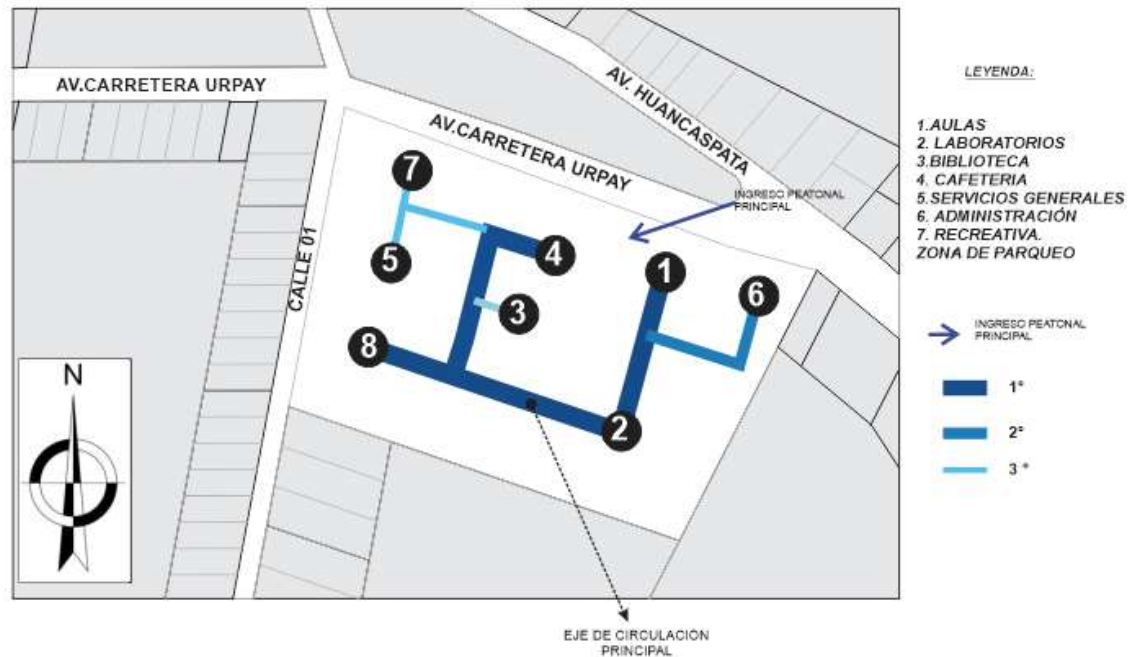 AV.CARRETERA URPAY
AV. HUANCASPATA
AV.CARRETERA URPAY
INGRESO PEATONAL
PRINCIPAL
CALLE 01
7
5
4
3
8
1
6
2
N
EJE DE CIRCULACIÓN
PRINCIPAL
LEYENDA:
1.AULAS
2. LABORATORIOS
3.BIBLIOTECA
4. CAFETERIA
5.SERVICIOS GENERALES
6. ADMINISTRACIÓN
7. RECREATIVA.
ZONA DE PARQUEO
INGRESO PEATONAL
PRINCIPAL
1°
2°
3 °